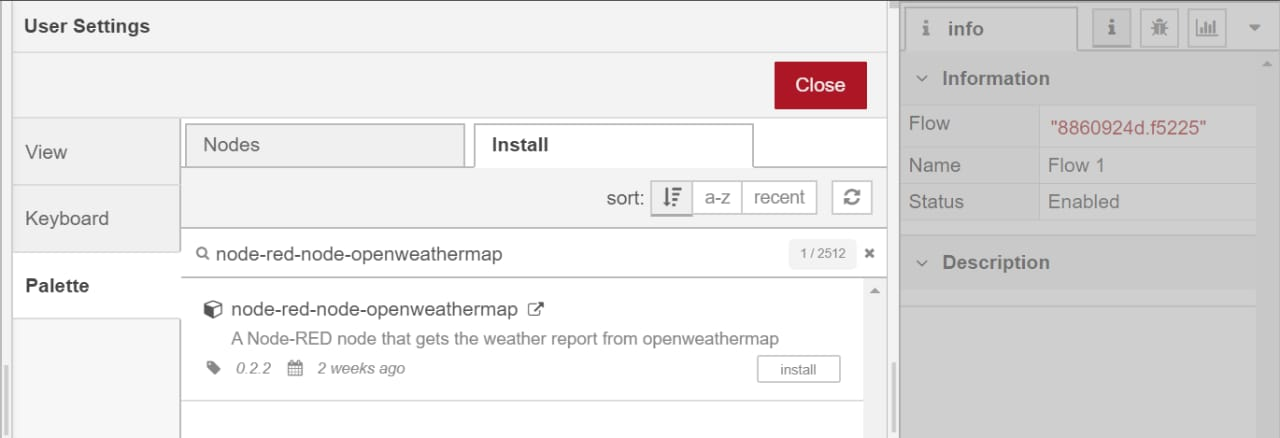 User Settings
Close
View
Keyboard
Palette
Nodes
Install
sort:
a-z
recent
node-red-node-openweathermap
1 / 2512
node-red-node-openweathermap
A Node-RED node that gets the weather report from openweathermap
0.2.2
2 weeks ago
install
info
Information
Flow "8860924d.f5225"
Name Flow 1
Status Enabled
Description